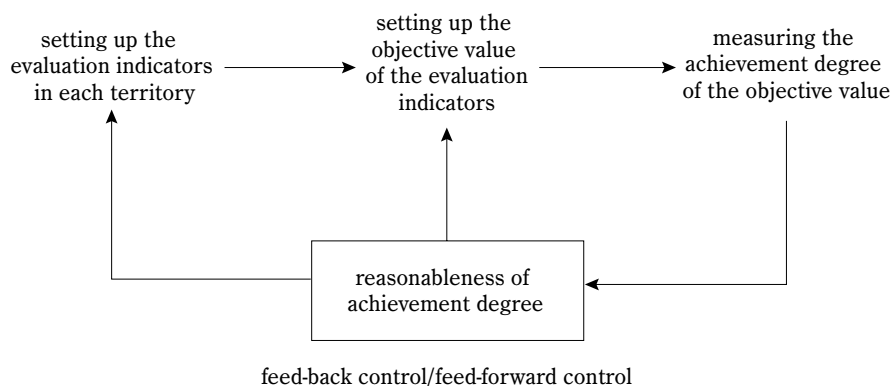 setting up the
evaluation indicators
in each territory
setting up the
objective value
of the evaluation
indicators
measuring the
achievement degree
of the objective value
reasonableness of
achievement degree
feed-back control/feed-forward control